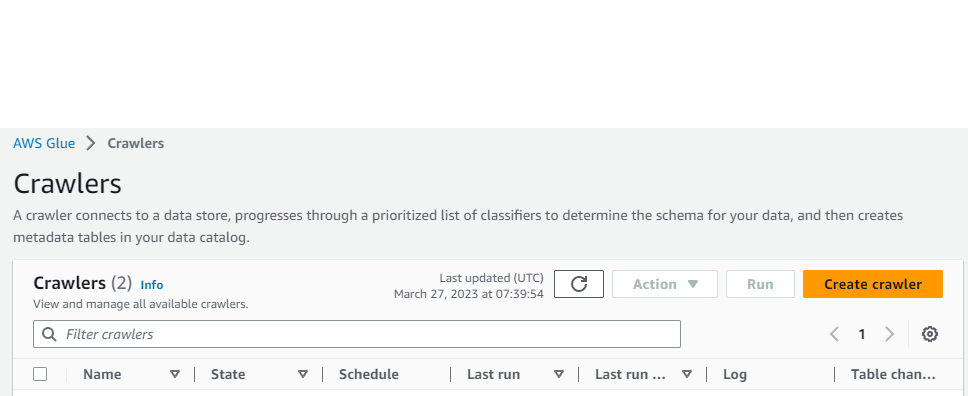 AWS Glue > Crawlers
Crawlers
A crawler connects to a data store, progresses through a prioritized list of classifiers to determine the schema for your data, and then creates
metadata tables in your data catalog.
Crawlers (2) Info
View and manage all available crawlers.
Last updated (UTC)
March 27, 2023 at 07:39:54
Action
Run
Create crawler
Filter crawlers
1
Name State Schedule Last run Last run ... Log Table chan...